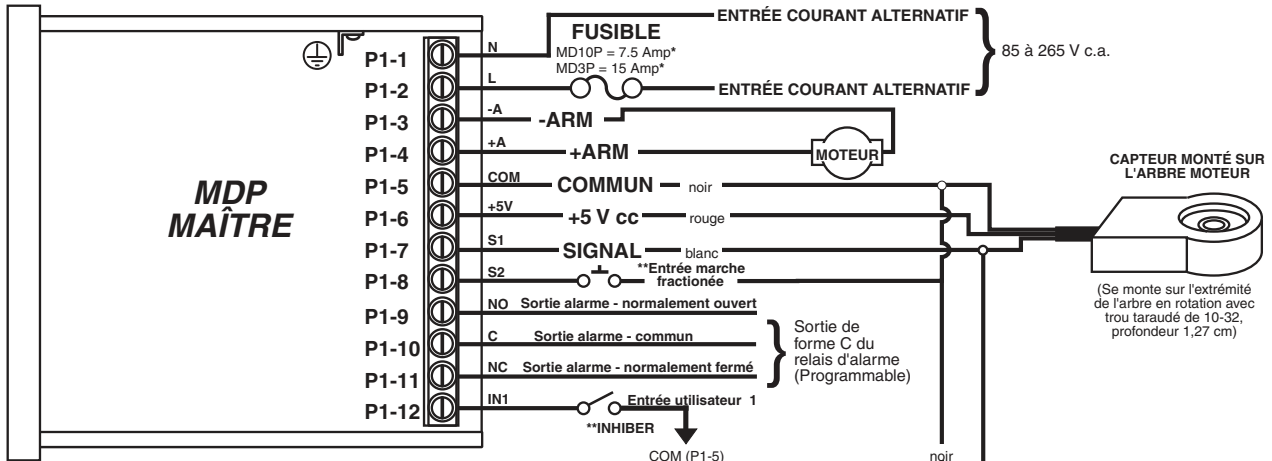 MDP
MAÎTRE
P1-1
P1-2
P1-3
P1-4
P1-5
P1-6
P1-7
P1-8
P1-9
P1-10
P1-11
P1-12
N
L
-A
+A
COM
+5V
S1
S2
NO
C
NC
IN1
FUSIBLE
MD10P = 7.5 Amp*
MD3P = 15 Amp*
ENTRÉE COURANT ALTERNATIF
ENTRÉE COURANT ALTERNATIF
85 à 265 V c.a.
-ARM
+ARM
MOTEUR
COMMUN
noir
+5 V cc
rouge
SIGNAL
blanc
**Entrée marche
fractionée
Sortie alarme - normalement ouvert
Sortie alarme - commun
Sortie alarme - normalement fermé
Sortie de
forme C du
relais d'alarme
(Programmable)
Entrée utilisateur 1
**INHIBER
COM (P1-5)
noir
CAPTEUR MONTÉ SUR
L'ARBRE MOTEUR
(Se monte sur l'extrémité
de l'arbre en rotation avec
trou taraudé de 10-32,
profondeur 1,27 cm)